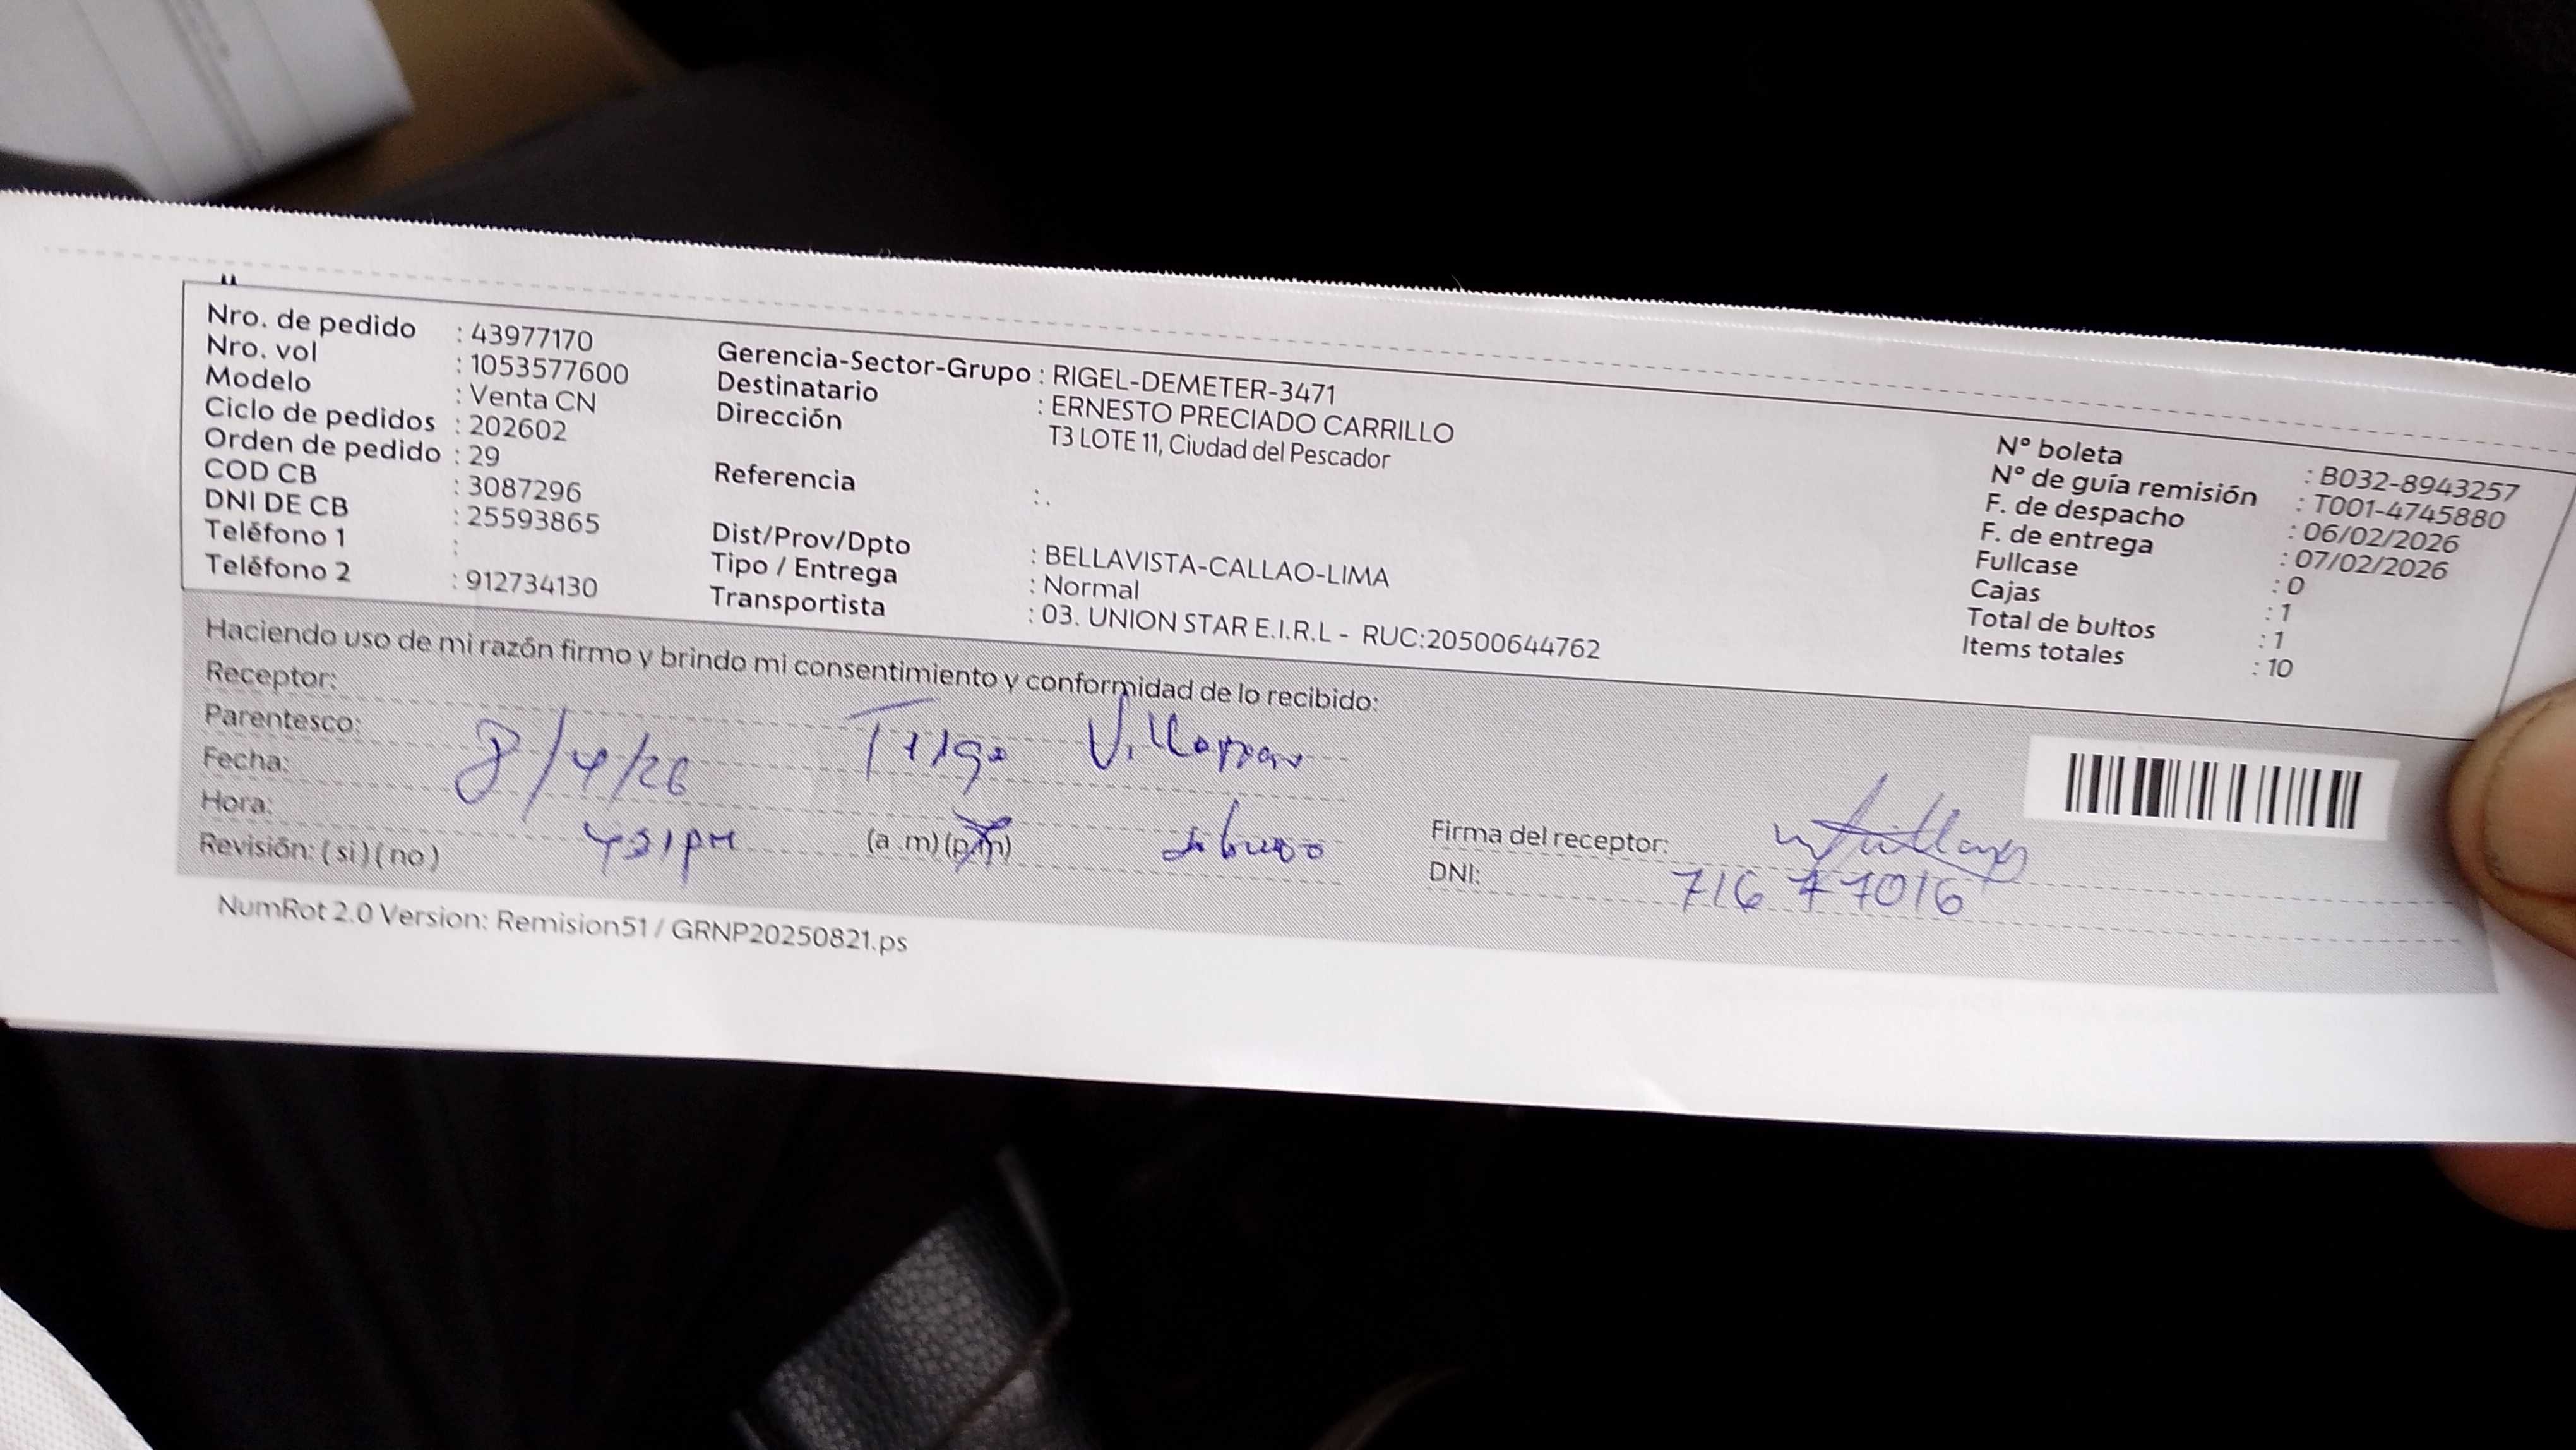 Nro. de pedido : 43977170
Nro. vol : 1053577600
Modelo : Venta CN
Ciclo de pedidos : 202602
Orden de pedido : 29
COD CB : 3087296
DNI DE CB : 25593865
Teléfono 1 :
Teléfono 2 : 912734130
Gerencia-Sector-Grupo : RIGEL-DEMETER-3471
Destinatario : ERNESTO PRECIADO CARRILLO
Dirección T3 LOTE 11, Ciudad del Pescador
Referencia : .
Dist/Prov/Dpto : BELLAVISTA-CALLAO-LIMA
Tipo / Entrega : Normal
Transportista : 03. UNION STAR E.I.R.L - RUC:20500644762
N° boleta : B032-8943257
N° de guía remisión : T001-4745880
F. de despacho : 06/02/2026
F. de entrega : 07/02/2026
Fullcase : 0
Cajas : 1
Total de bultos : 1
Items totales : 10
Haciendo uso de mi razón firmo y brindo mi consentimiento y conformidad de lo recibido:
Receptor:
Parentesco:
Fecha: 8/4/26
Hora: (a .m) (p.m)
Revisión: ( si ) ( no )
Firma del receptor:
DNI: 71677016
NumRot 2.0 Version: Remision51 / GRNP20250821.ps